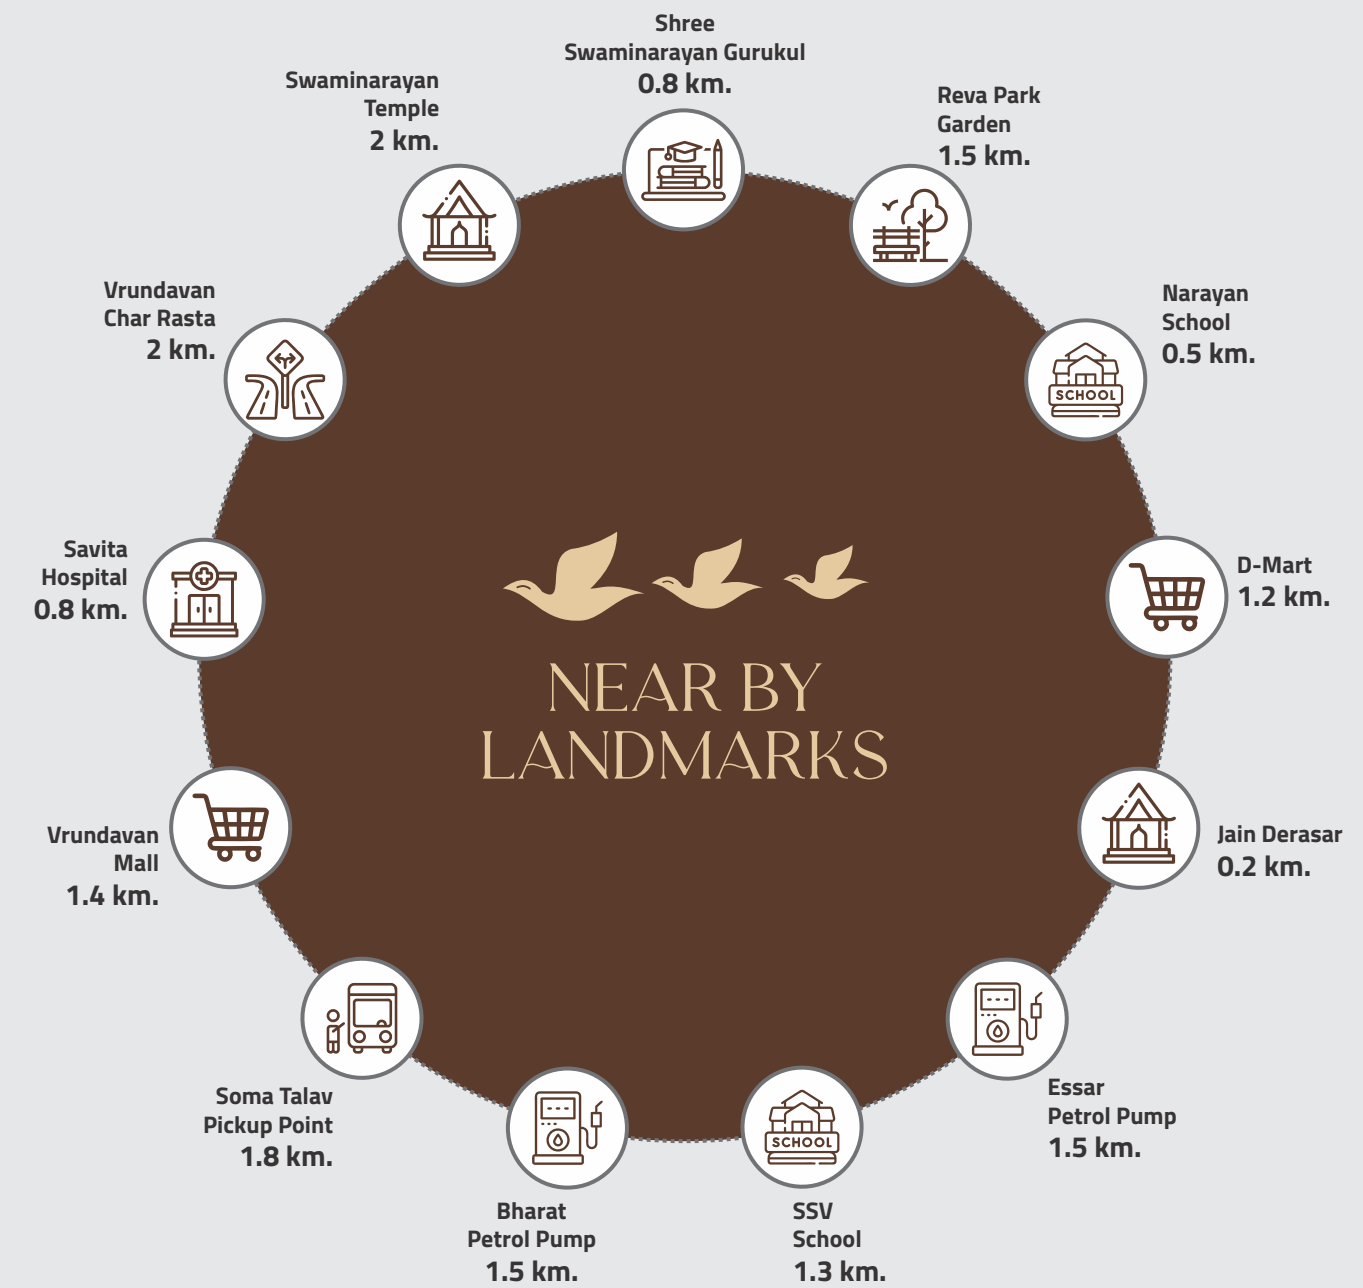 Shree
Swaminarayan Gurukul
0.8 km.
Reva Park
Garden
1.5 km.
Narayan
School
0.5 km.
SCHOOL
D-Mart
1.2 km.
Jain Derasar
0.2 km.
Essar
Petrol Pump
1.5 km.
SCHOOL
SSV
School
1.3 km.
Bharat
Petrol Pump
1.5 km.
Soma Talav
Pickup Point
1.8 km.
Vrundavan
Mall
1.4 km.
Savita
Hospital
0.8 km.
Vrundavan
Char Rasta
2 km.
Swaminarayan
Temple
2 km.
NEAR BY
LANDMARKS